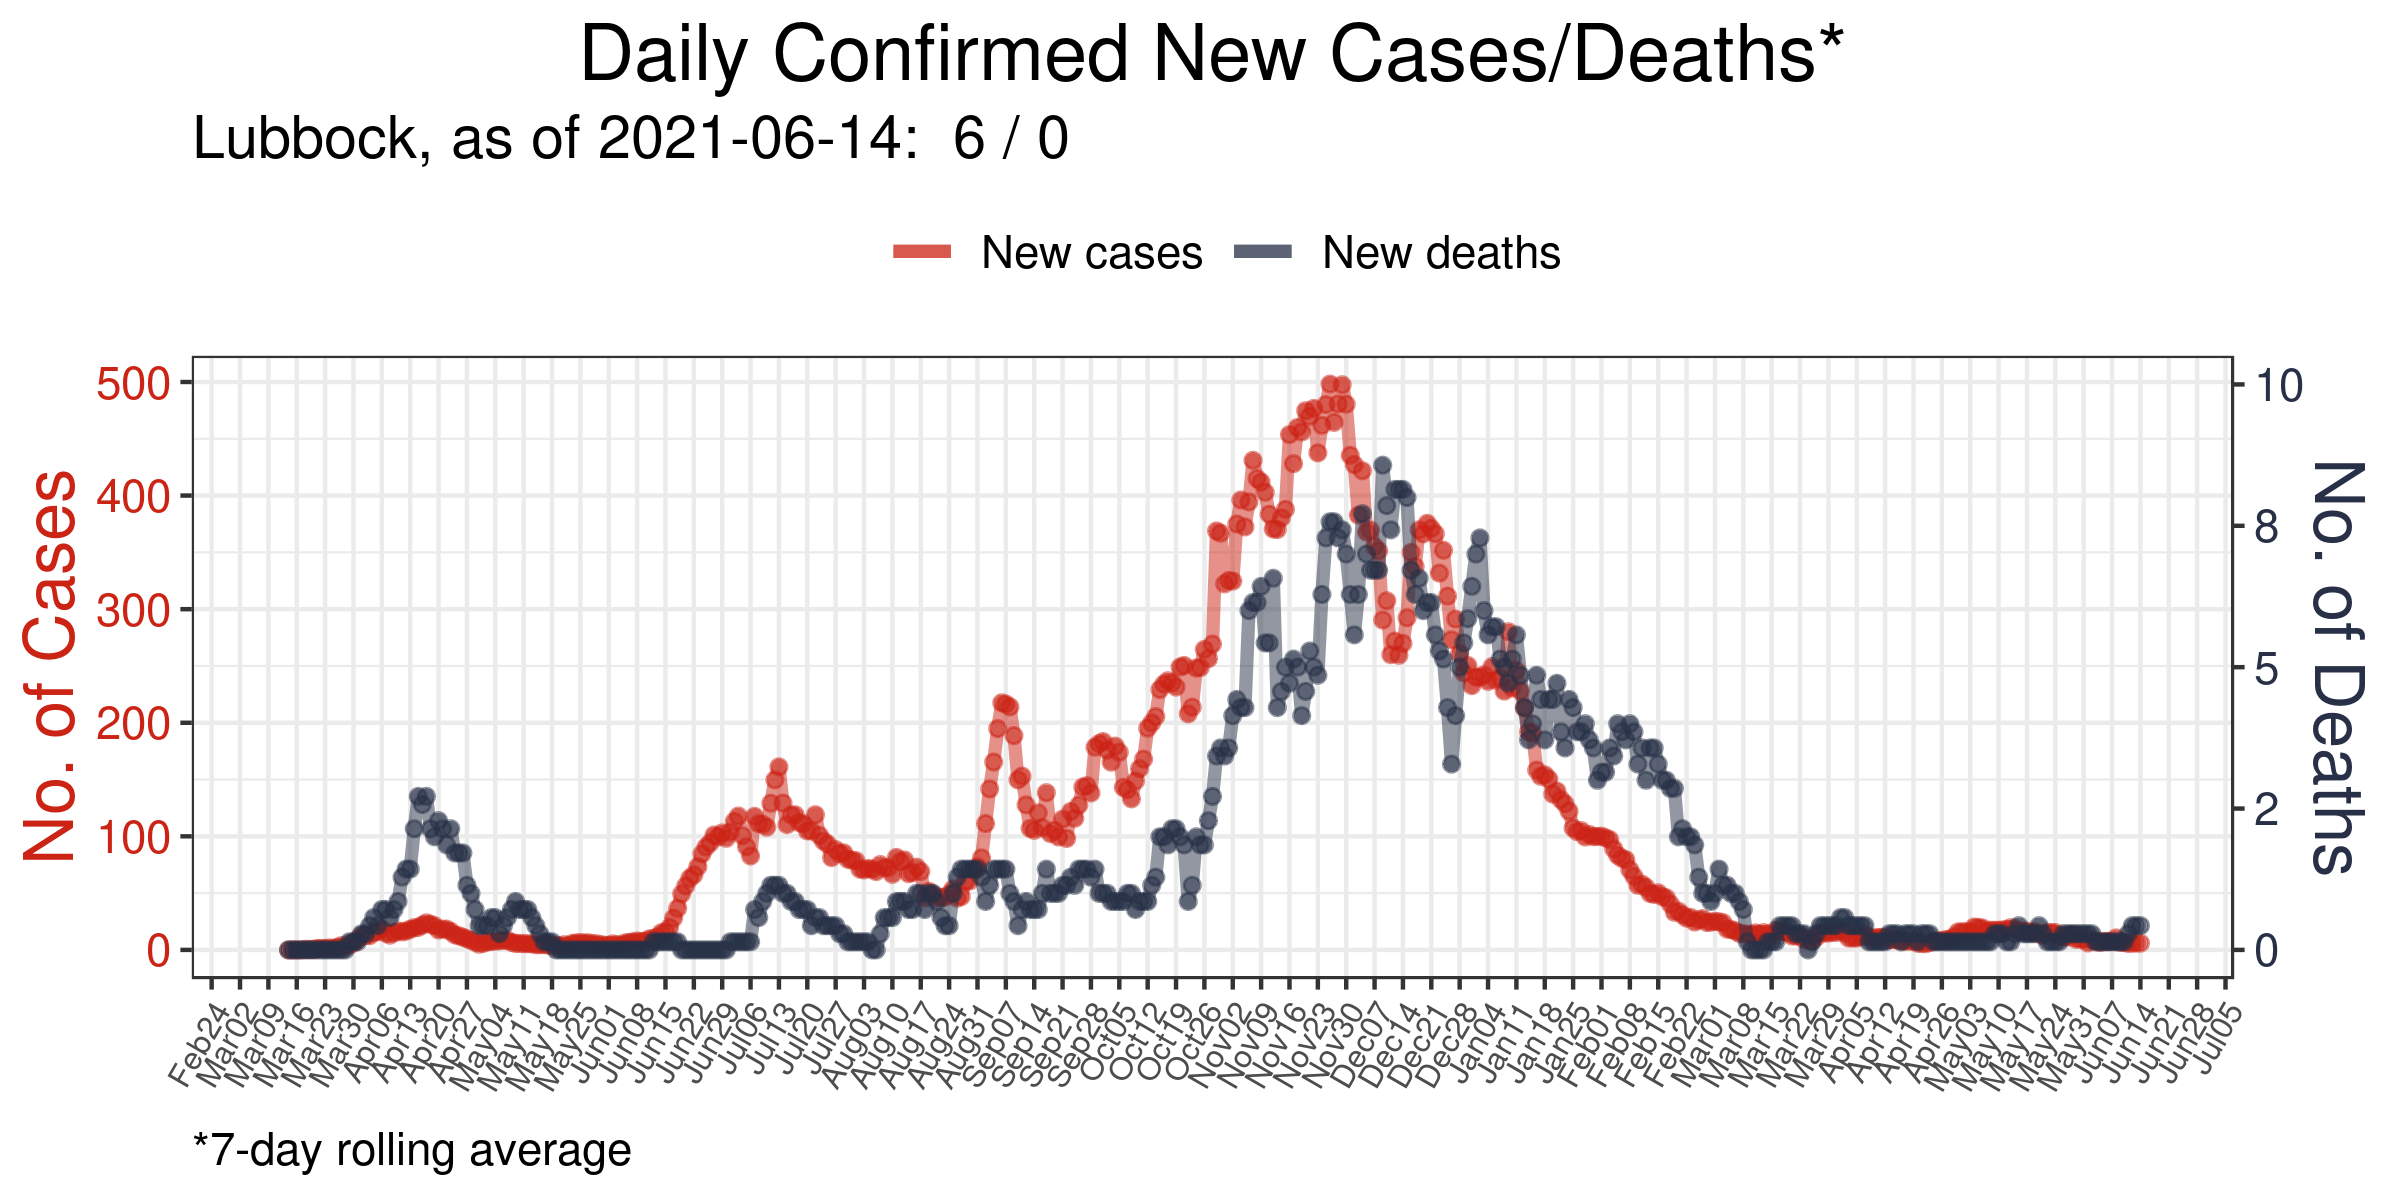 Daily Confirmed New Cases/Deaths*
Lubbock, as of 2021-06-14:  6 / 0
New cases New deaths
No. of Cases
500
400
300
200
100
0
10
8
5
2
0
No. of Deaths
Feb24 Mar02 Mar09 Mar16 Mar23 Mar30 Apr06 Apr13 Apr20 Apr27 May04 May11 May18 May25 Jun01 Jun08 Jun15 Jun22 Jun29 Jul06 Jul13 Jul20 Jul27 Aug03 Aug10 Aug17 Aug24 Aug31 Sep07 Sep14 Sep21 Sep28 Oct05 Oct12 Oct19 Oct26 Nov02 Nov09 Nov16 Nov23 Nov30 Dec07 Dec14 Dec21 Dec28 Jan04 Jan11 Jan18 Jan25 Feb01 Feb08 Feb15 Feb22 Mar01 Mar08 Mar15 Mar22 Mar29 Apr05 Apr12 Apr19 Apr26 May03 May10 May17 May24 May31 Jun07 Jun14 Jun21 Jun28 Jul05
*7-day rolling average